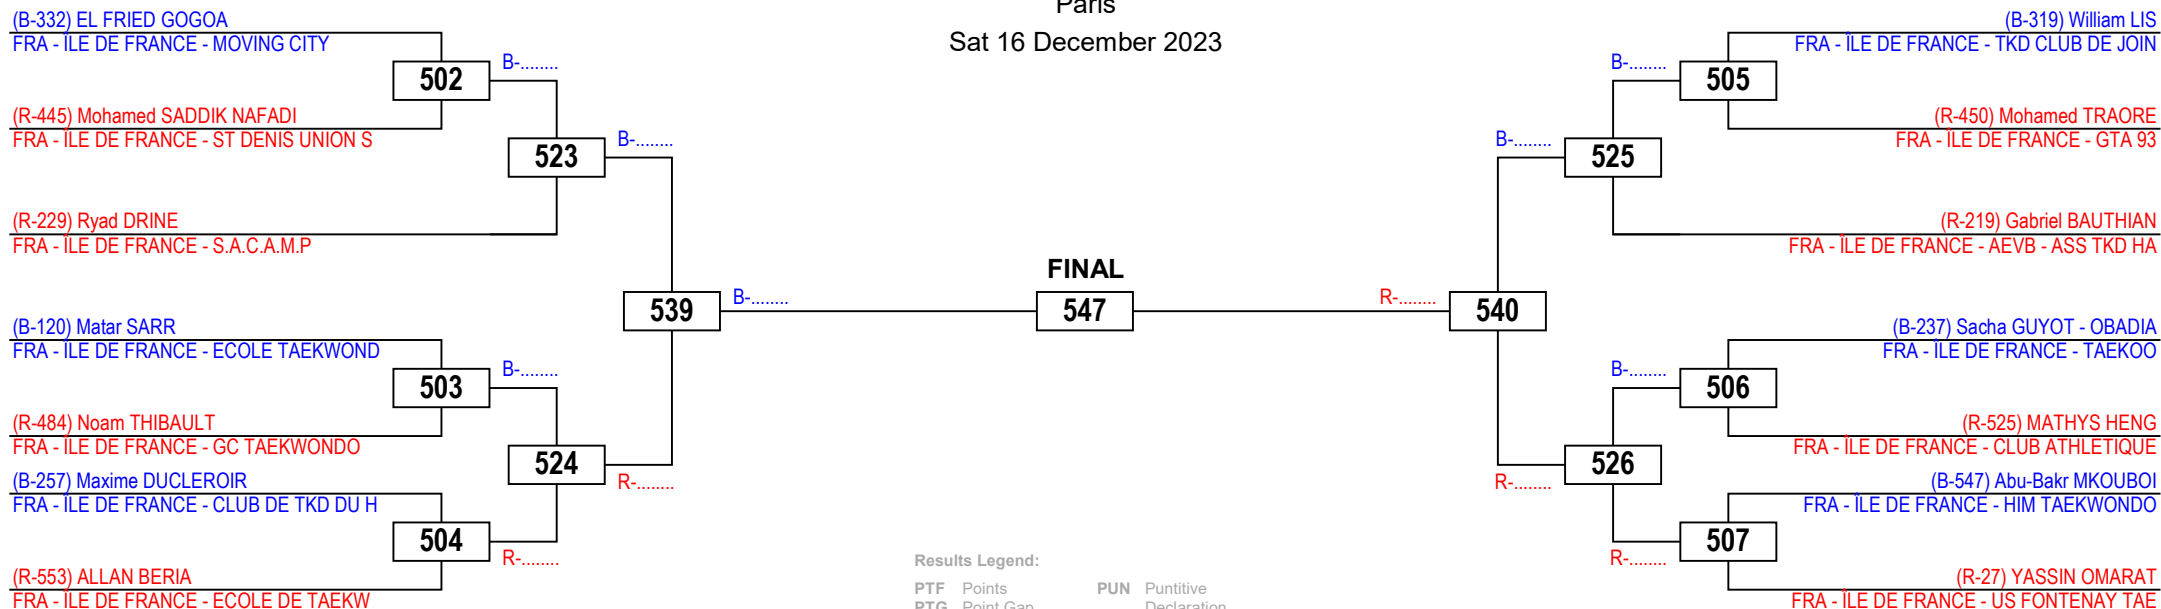 Paris
Sat 16 December 2023
(B-332) EL FRIED GOGOA
FRA - ÎLE DE FRANCE - MOVING CITY
502
B-........
(R-445) Mohamed SADDIK NAFADI
FRA - ÎLE DE FRANCE - ST DENIS UNION S
523
B-........
(R-229) Ryad DRINE
FRA - ÎLE DE FRANCE - S.A.C.A.M.P
539
B-........
(B-120) Matar SARR
FRA - ÎLE DE FRANCE - ECOLE TAEKWOND
503
B-........
(R-484) Noam THIBAULT
FRA - ÎLE DE FRANCE - GC TAEKWONDO
524
R-........
(B-257) Maxime DUCLEROIR
FRA - ÎLE DE FRANCE - CLUB DE TKD DU H
504
R-........
(R-553) ALLAN BERIA
FRA - ÎLE DE FRANCE - ECOLE DE TAEKW
FINAL
547
(B-319) William LIS
FRA - ÎLE DE FRANCE - TKD CLUB DE JOIN
B-........
505
(R-450) Mohamed TRAORE
FRA - ÎLE DE FRANCE - GTA 93
B-........
525
(R-219) Gabriel BAUTHIAN
FRA - ÎLE DE FRANCE - AEVB - ASS TKD HA
R-........
540
(B-237) Sacha GUYOT - OBADIA
FRA - ÎLE DE FRANCE - TAEKOO
B-........
506
(R-525) MATHYS HENG
FRA - ÎLE DE FRANCE - CLUB ATHLETIQUE
R-........
526
(B-547) Abu-Bakr MKOUBOI
FRA - ÎLE DE FRANCE - HIM TAEKWONDO
R-........
507
(R-27) YASSIN OMARAT
FRA - ÎLE DE FRANCE - US FONTENAY TAE
Results Legend:
PTF Points PUN Puntitive
PTG Point Gap Declaration